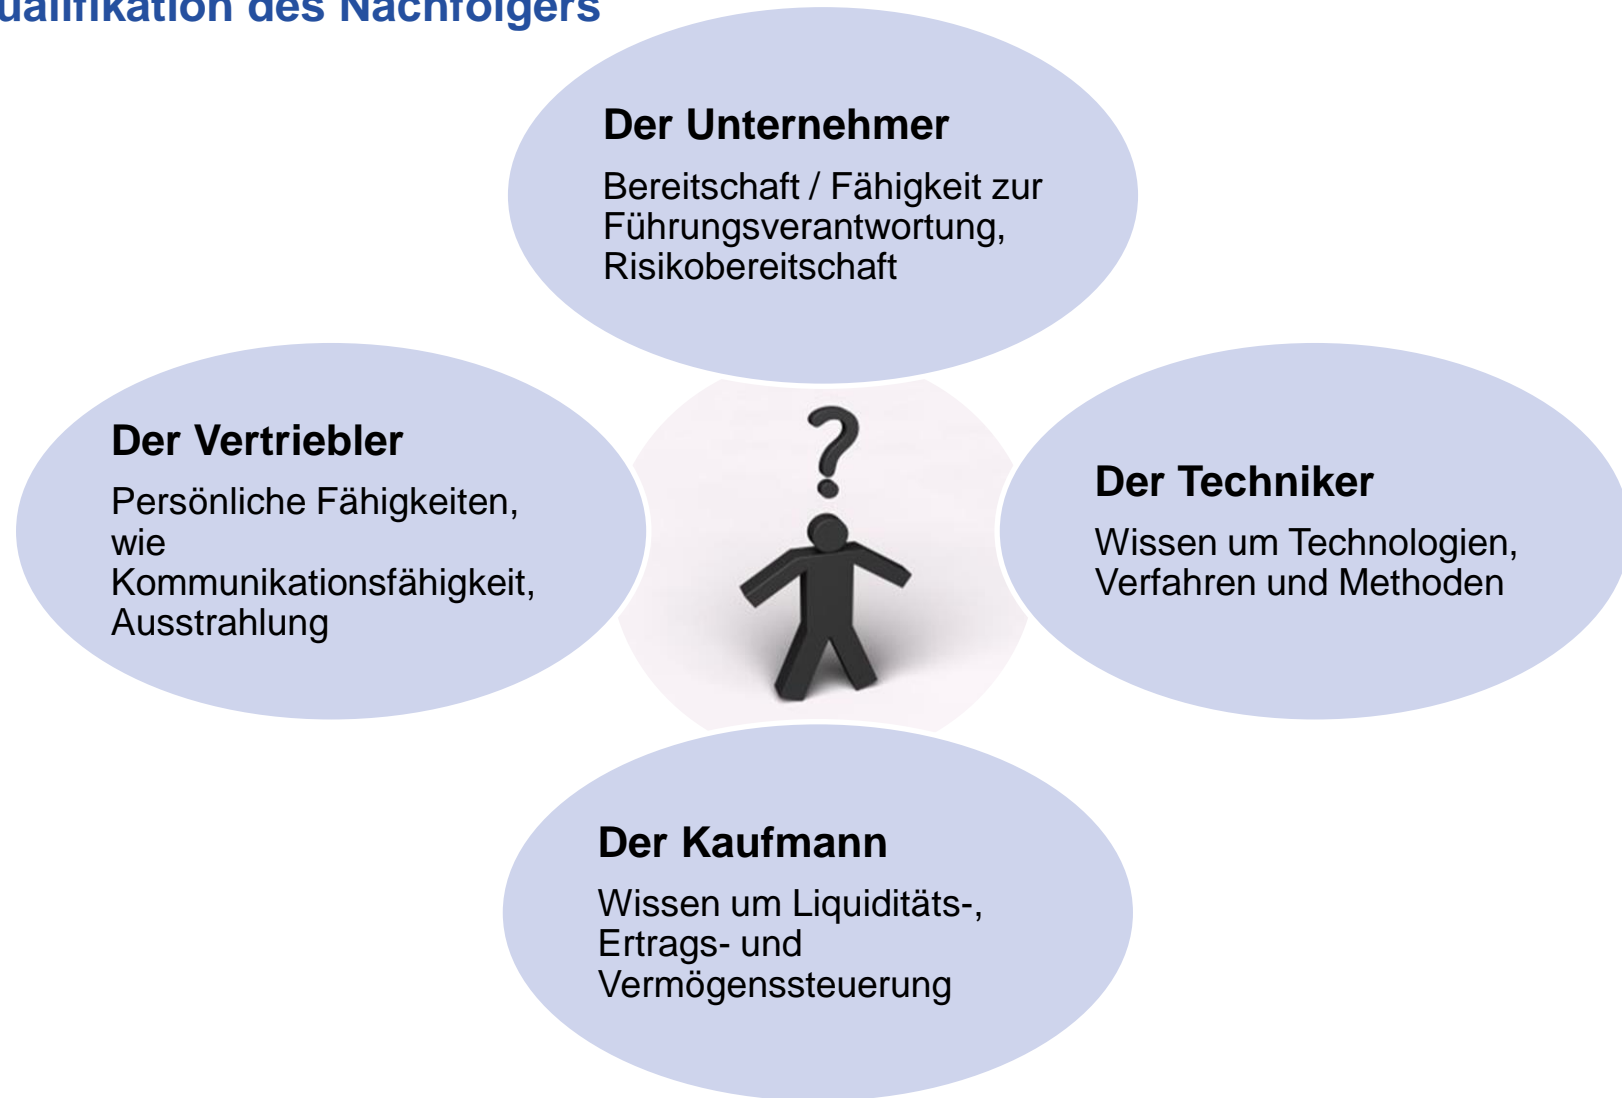 ualifikation des Nachfolgers
Der Unternehmer
Bereitschaft / Fähigkeit zur
Führungsverantwortung,
Risikobereitschaft
Der Vertriebler
Persönliche Fähigkeiten,
wie
Kommunikationsfähigkeit,
Ausstrahlung
?
Der Techniker
Wissen um Technologien,
Verfahren und Methoden
Der Kaufmann
Wissen um Liquiditäts-,
Ertrags- und
Vermögenssteuerung